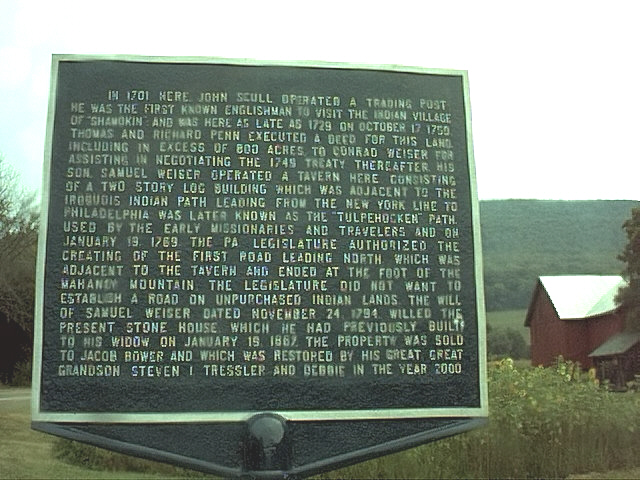 IN 1701 HERE JOHN SCULL OPERATED A TRADING POST.
HE WAS THE FIRST KNOWN ENGLISHMAN TO VISIT THE INDIAN VILLAGE
OF "SHAMOKIN" AND WAS HERE AS LATE AS 1729. ON OCTOBER 17, 1750,
THOMAS AND RICHARD PENN EXECUTED A DEED FOR THIS LAND,
INCLUDING IN EXCESS OF 800 ACRES, TO CONRAD WEISER FOR
ASSISTING IN NEGOTIATING THE 1749 TREATY. THEREAFTER, HIS
SON, SAMUEL WEISER OPERATED A TAVERN HERE, CONSISTING
OF A TWO STORY LOG BUILDING WHICH WAS ADJACENT TO THE
IROQUOIS INDIAN PATH LEADING FROM THE NEW YORK LINE TO
PHILADELPHIA WAS LATER KNOWN AS THE "TULPEHOCKEN" PATH,
USED BY THE EARLY MISSIONARIES AND TRAVELERS AND ON
JANUARY 19, 1769, THE PA. LEGISLATURE AUTHORIZED THE
CREATING OF THE FIRST ROAD LEADING NORTH, WHICH WAS
ADJACENT TO THE TAVERN AND ENDED AT THE FOOT OF THE
MAHANOY MOUNTAIN. THE LEGISLATURE DID NOT WANT TO
ESTABLISH A ROAD ON UNPURCHASED INDIAN LANDS. THE WILL
OF SAMUEL WEISER DATED NOVEMBER 24, 1794, WILLED THE
PRESENT STONE HOUSE, WHICH HE HAD PREVIOUSLY BUILT,
TO HIS WIDOW. ON JANUARY 19, 1867, THE PROPERTY WAS SOLD
TO JACOB BOWER AND WHICH WAS RESTORED BY HIS GREAT, GREAT
GRANDSON, STEVEN I. TRESSLER AND DEBBIE IN THE YEAR 2000